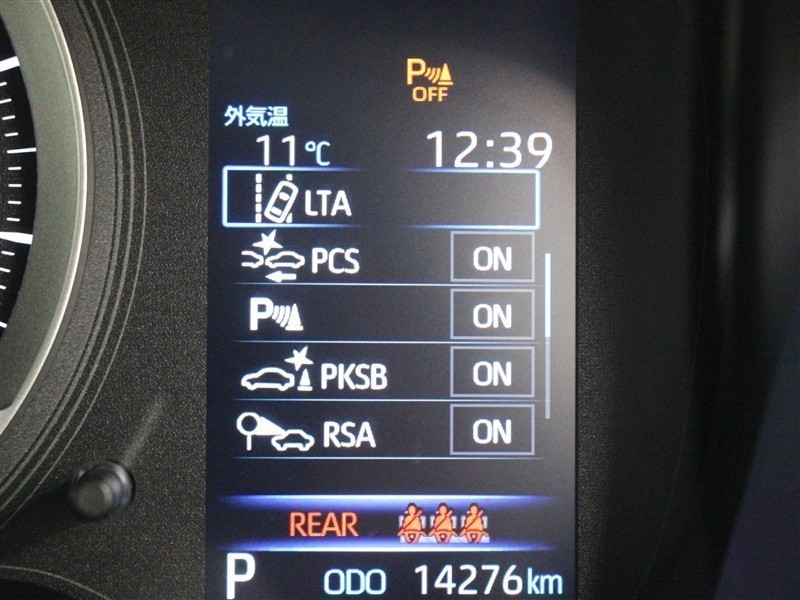 P
OFF
外気温
11℃ 12:39
LTA
PCS ON
P ON
PKSB ON
RSA ON
REAR
P ODO 14276km